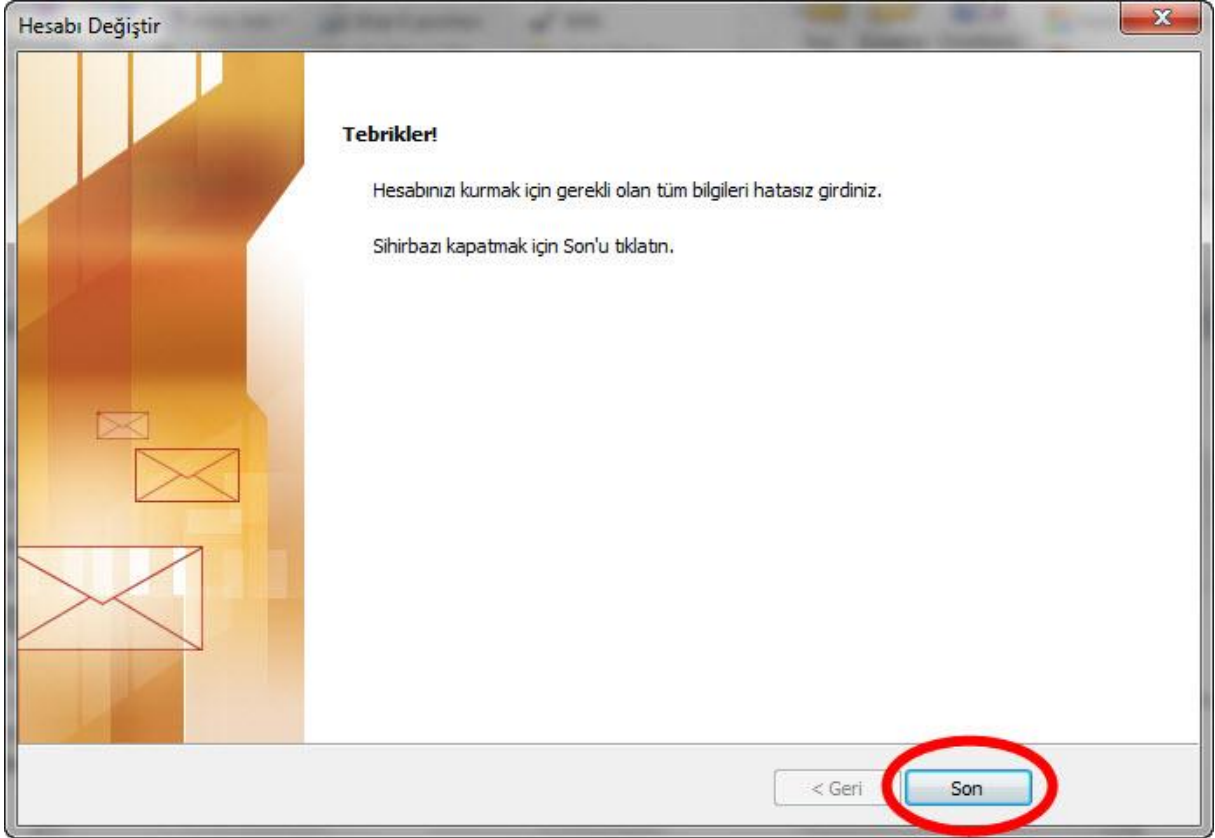 Hesabı Değiştir
Tebrikler!
Hesabınızı kurmak için gerekli olan tüm bilgileri hatasız girdiniz.
Sihirbazı kapatmak için Son'u tıklatın.
< Geri
Son